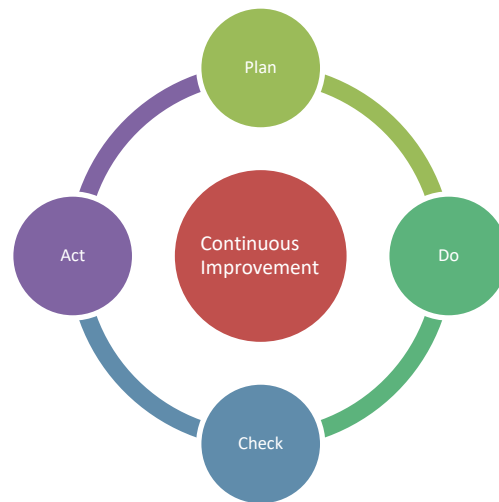 Plan
Act
Continuous
Improvement
Do
Check